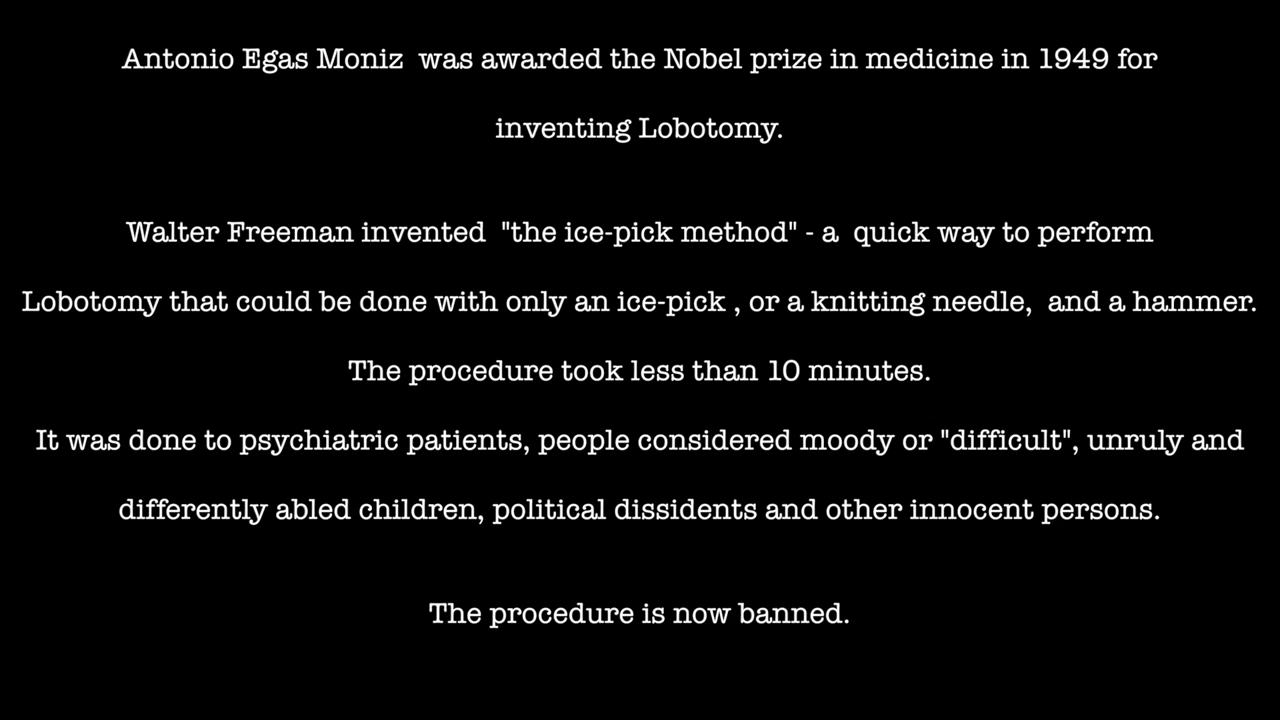 Antonio Egas Moniz  was awarded the Nobel prize in medicine in 1949 for
inventing Lobotomy.
Walter Freeman invented  "the ice-pick method" - a  quick way to perform
Lobotomy that could be done with only an ice-pick , or a knitting needle,  and a hammer.
The procedure took less than 10 minutes.
It was done to psychiatric patients, people considered moody or "difficult", unruly and
differently abled children, political dissidents and other innocent persons.
The procedure is now banned.